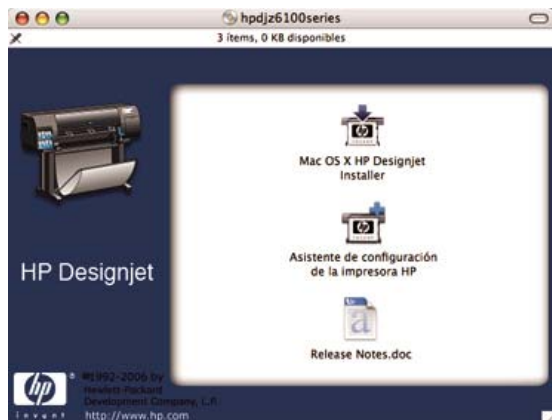 hpdjz6100series
3 ítems, 0 KB disponibles
Mac OS X HP Designjet
Installer
Asistente de configuración
de la impresora HP
Release Notes.doc
HP Designjet
©1992-2006 by
Hewlett-Packard
Development Company, L.P.
hp
invent
http://www.hp.com